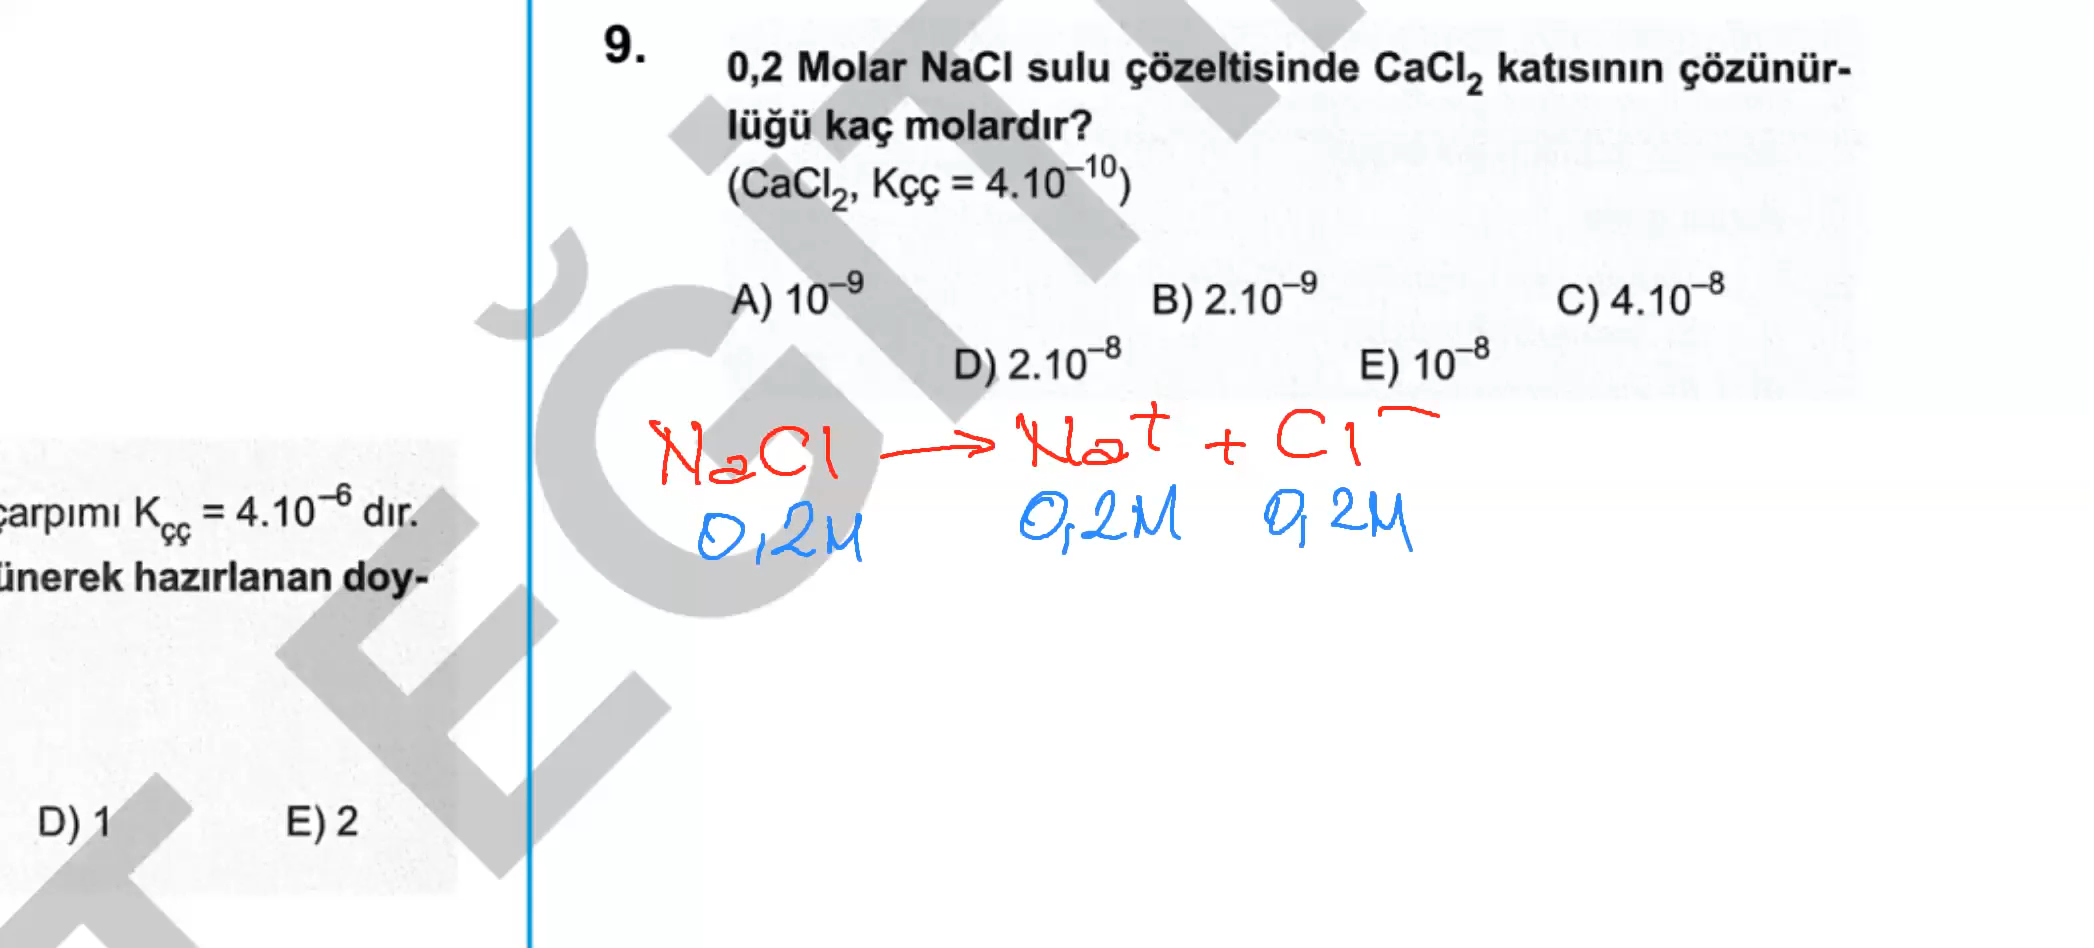 çarpımı Kçç = 4.10–6 dır.
ünerek hazırlanan doy-
D) 1 E) 2
9.
0,2 Molar NaCl sulu çözeltisinde CaCl2 katısının çözünür-
lüğü kaç molardır?
(CaCl2, Kçç = 4.10–10)
A) 10–9 B) 2.10–9 C) 4.10–8
D) 2.10–8 E) 10–8
NaCl → Na+ + Cl–
0,2M 0,2M 0,2M
T EĞİT